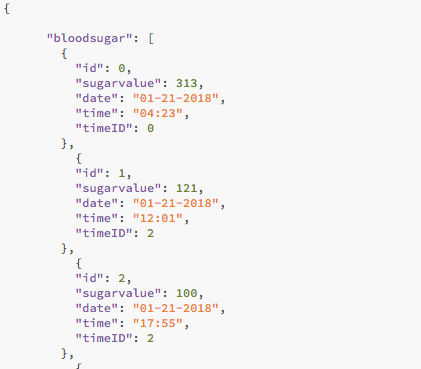 {
"bloodsugar": [
{
"id": 0,
"sugarvalue": 313,
"date": "01-21-2018",
"time": "04:23",
"timeID": 0
},
{
"id": 1,
"sugarvalue": 121,
"date": "01-21-2018",
"time": "12:01",
"timeID": 2
},
{
"id": 2,
"sugarvalue": 100,
"date": "01-21-2018",
"time": "17:55",
"timeID": 2
},
{